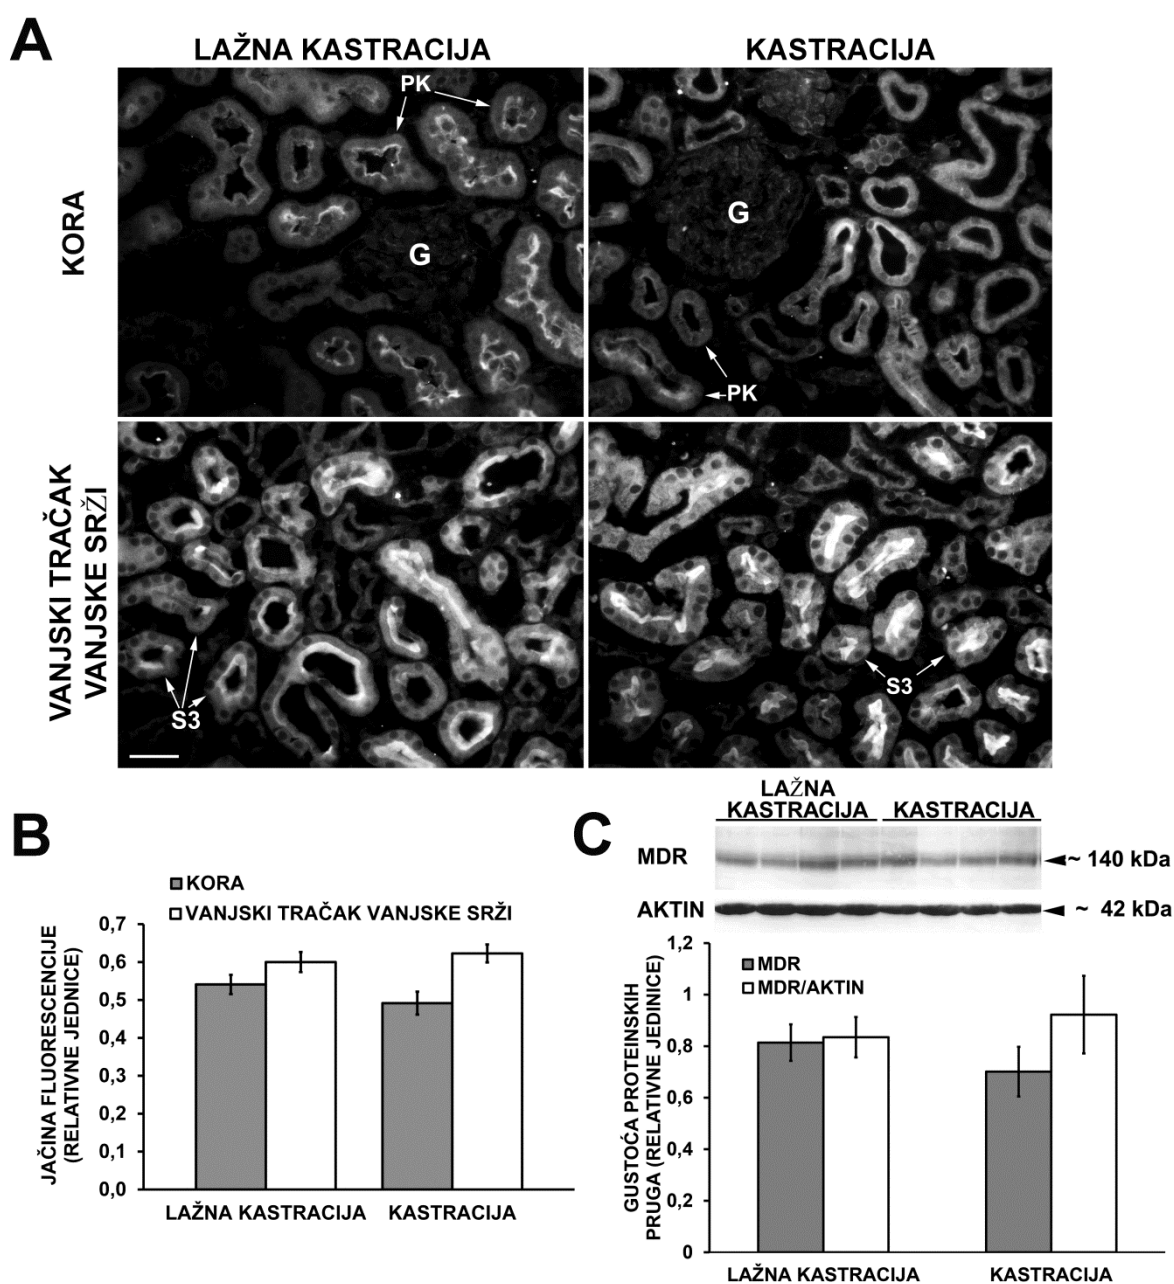 A
LAŽNA KASTRACIJA
KASTRACIJA
KORA
PK
G
G
PK
VANJSKI TRAČAK
VANJSKE SRŽI
S3
S3
B
KORA
VANJSKI TRAČAK VANJSKE SRŽI
JAČINA FLUORESCENCIJE
(RELATIVNE JEDNICE)
0,7
0,6
0,5
0,4
0,3
0,2
0,1
0,0
LAŽNA KASTRACIJA
KASTRACIJA
C
LAŽNA
KASTRACIJA
KASTRACIJA
MDR
~ 140 kDa
AKTIN
~ 42 kDa
GUSTOĆA PROTEINSKIH
PRUGA (RELATIVNE JEDINICE)
MDR
MDR/AKTIN
1,2
1
0,8
0,6
0,4
0,2
0
LAŽNA KASTRACIJA
KASTRACIJA